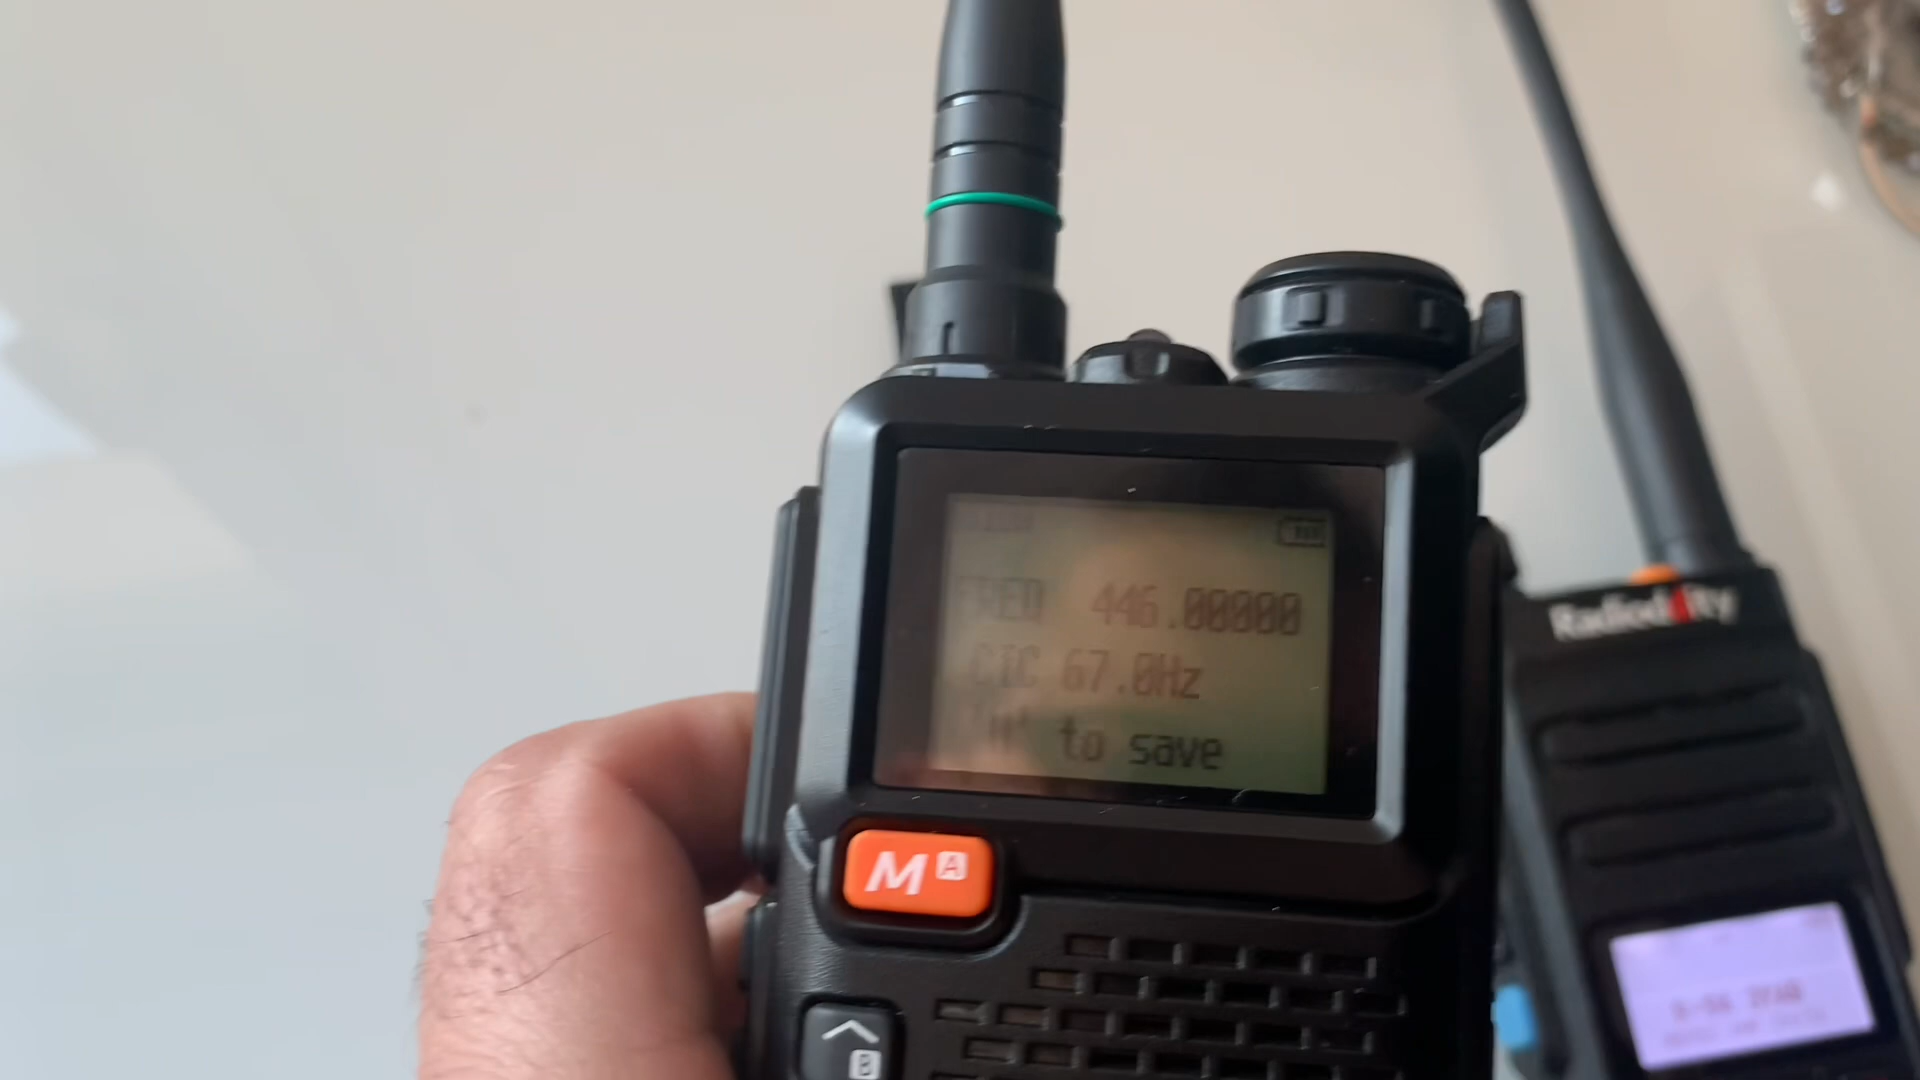 FREQ 446.00000
CTC 67.0Hz
'M' to save
M A
B
Radioddity